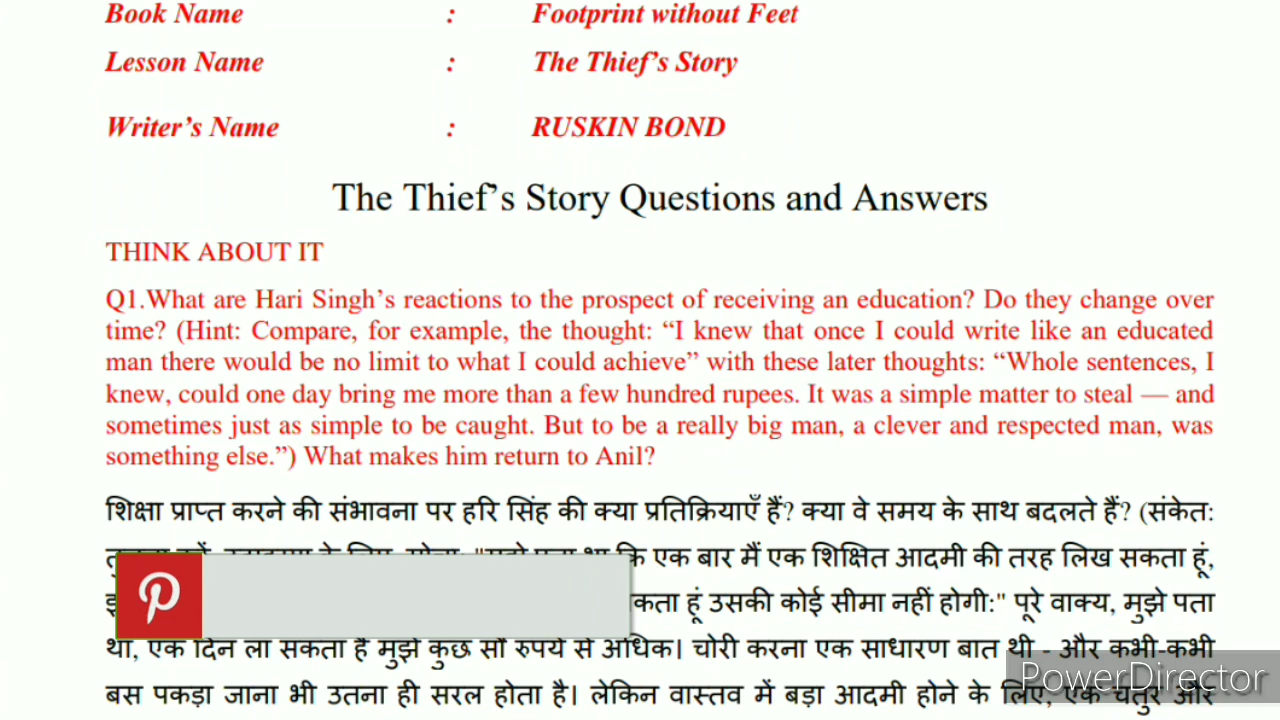 Book Name : Footprint without Feet
Lesson Name : The Thief's Story
Writer's Name : RUSKIN BOND
The Thief's Story Questions and Answers
THINK ABOUT IT
Q1.What are Hari Singh's reactions to the prospect of receiving an education? Do they change over
time? (Hint: Compare, for example, the thought: “I knew that once I could write like an educated
man there would be no limit to what I could achieve” with these later thoughts: “Whole sentences, I
knew, could one day bring me more than a few hundred rupees. It was a simple matter to steal — and
sometimes just as simple to be caught. But to be a really big man, a clever and respected man, was
something else.”) What makes him return to Anil?
शिक्षा प्राप्त करने की संभावना पर हरि सिंह की क्या प्रतिक्रियाएँ हैं? क्या वे समय के साथ बदलते हैं? (संकेत:
कि एक बार मैं एक शिक्षित आदमी की तरह लिख सकता हूं,
कता हूं उसकी कोई सीमा नहीं होगी:" पूरे वाक्य, मुझे पता
था, एक दिन ला सकता है मुझे कुछ सौ रुपये से अधिक। चोरी करना एक साधारण बात थी - और कभी-कभी
बस पकड़ा जाना भी उतना ही सरल होता है। लेकिन वास्तव में बड़ा आदमी होने के लिए, एक चतुर और
PowerDirector